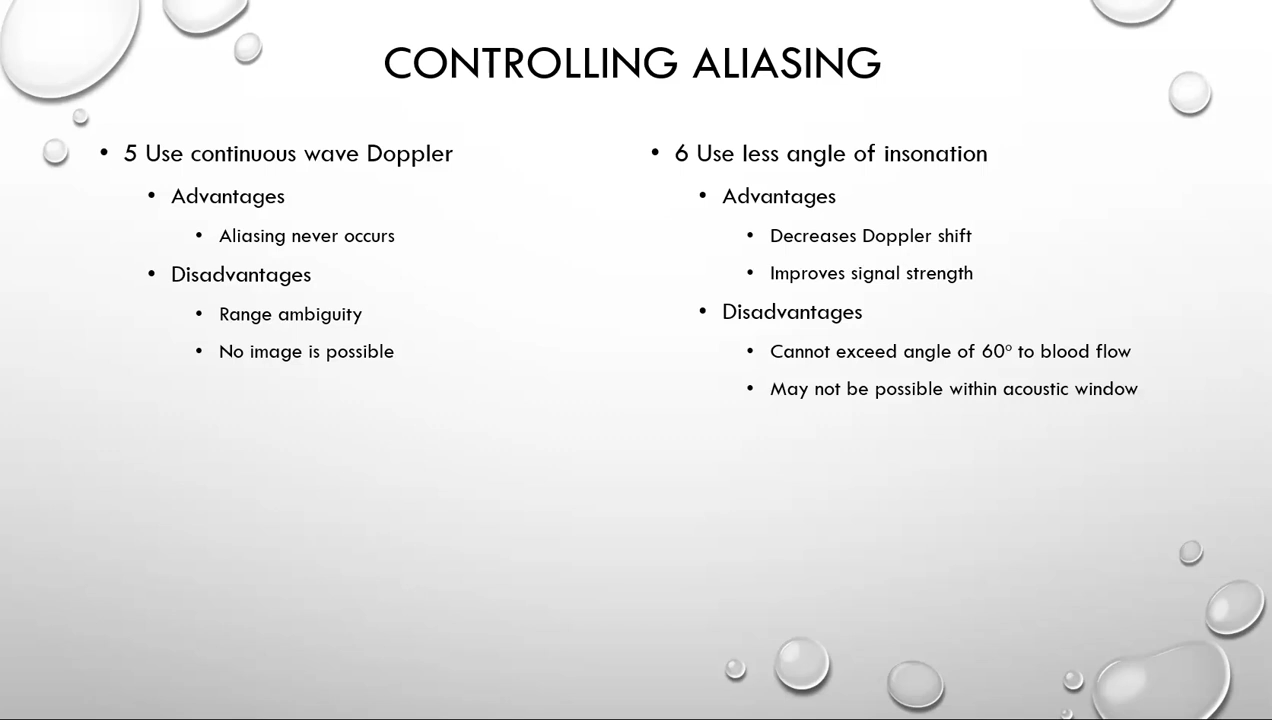 CONTROLLING ALIASING
• 5 Use continuous wave Doppler
• Advantages
• Aliasing never occurs
• Disadvantages
• Range ambiguity
• No image is possible
• 6 Use less angle of insonation
• Advantages
• Decreases Doppler shift
• Improves signal strength
• Disadvantages
• Cannot exceed angle of 60° to blood flow
• May not be possible within acoustic window